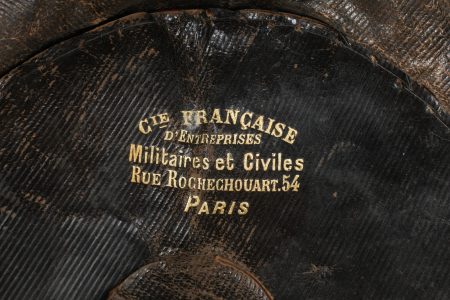 CIE FRANÇAISE
D'ENTREPRISES
Militaires et Civiles
RUE ROCHECHOUART.54
PARIS